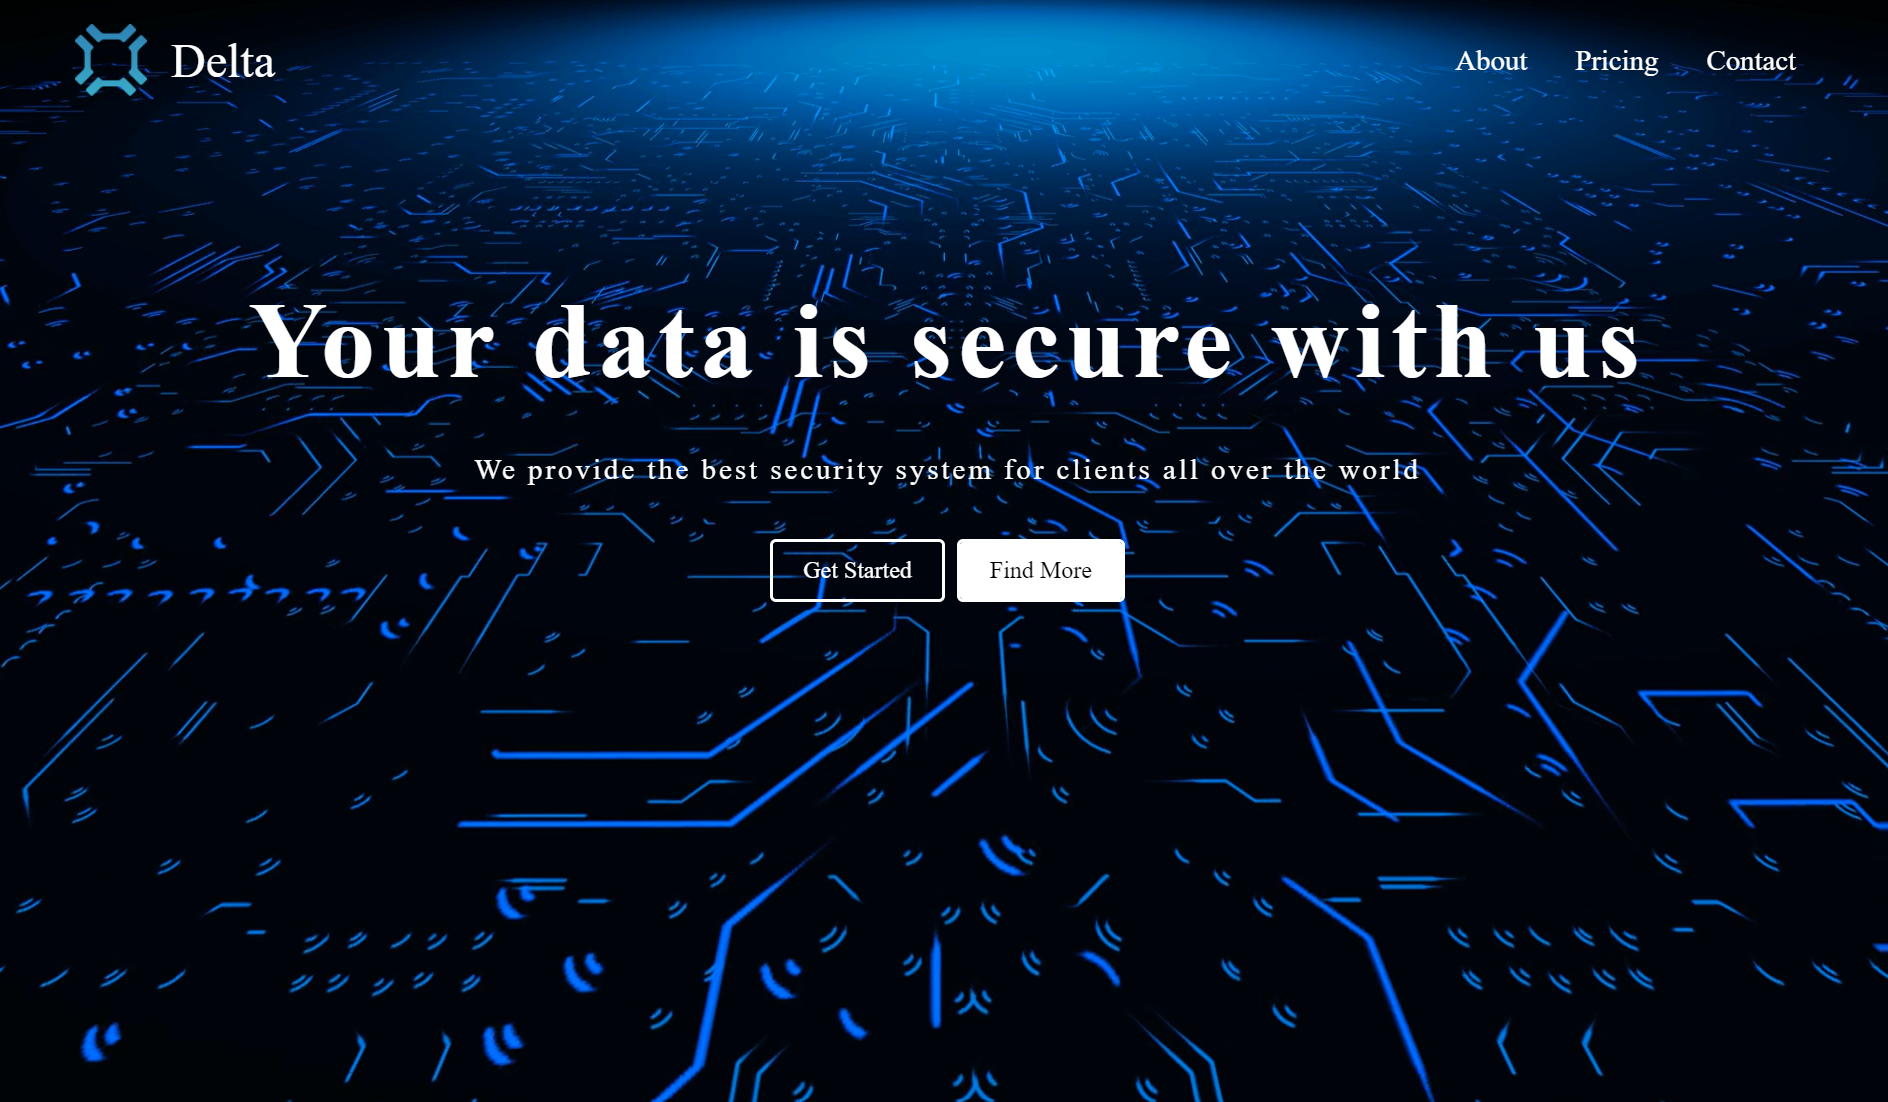 Delta
About Pricing Contact
Your data is secure with us
We provide the best security system for clients all over the world
Get Started
Find More